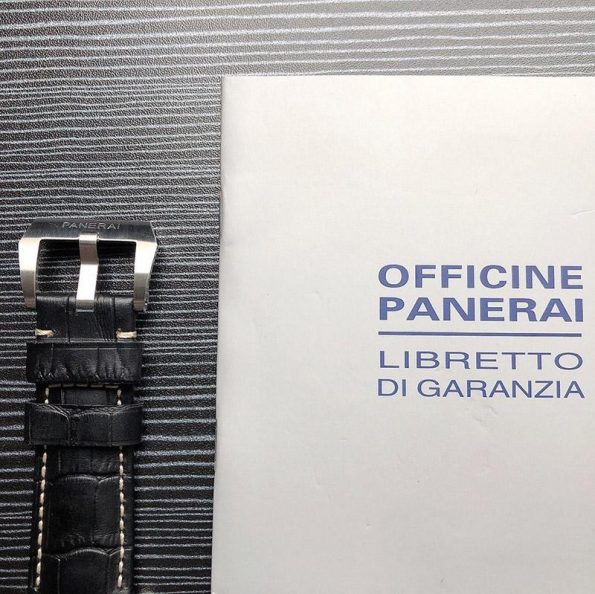 PANERAI
OFFICINE
PANERAI
LIBRETTO
DI GARANZIA